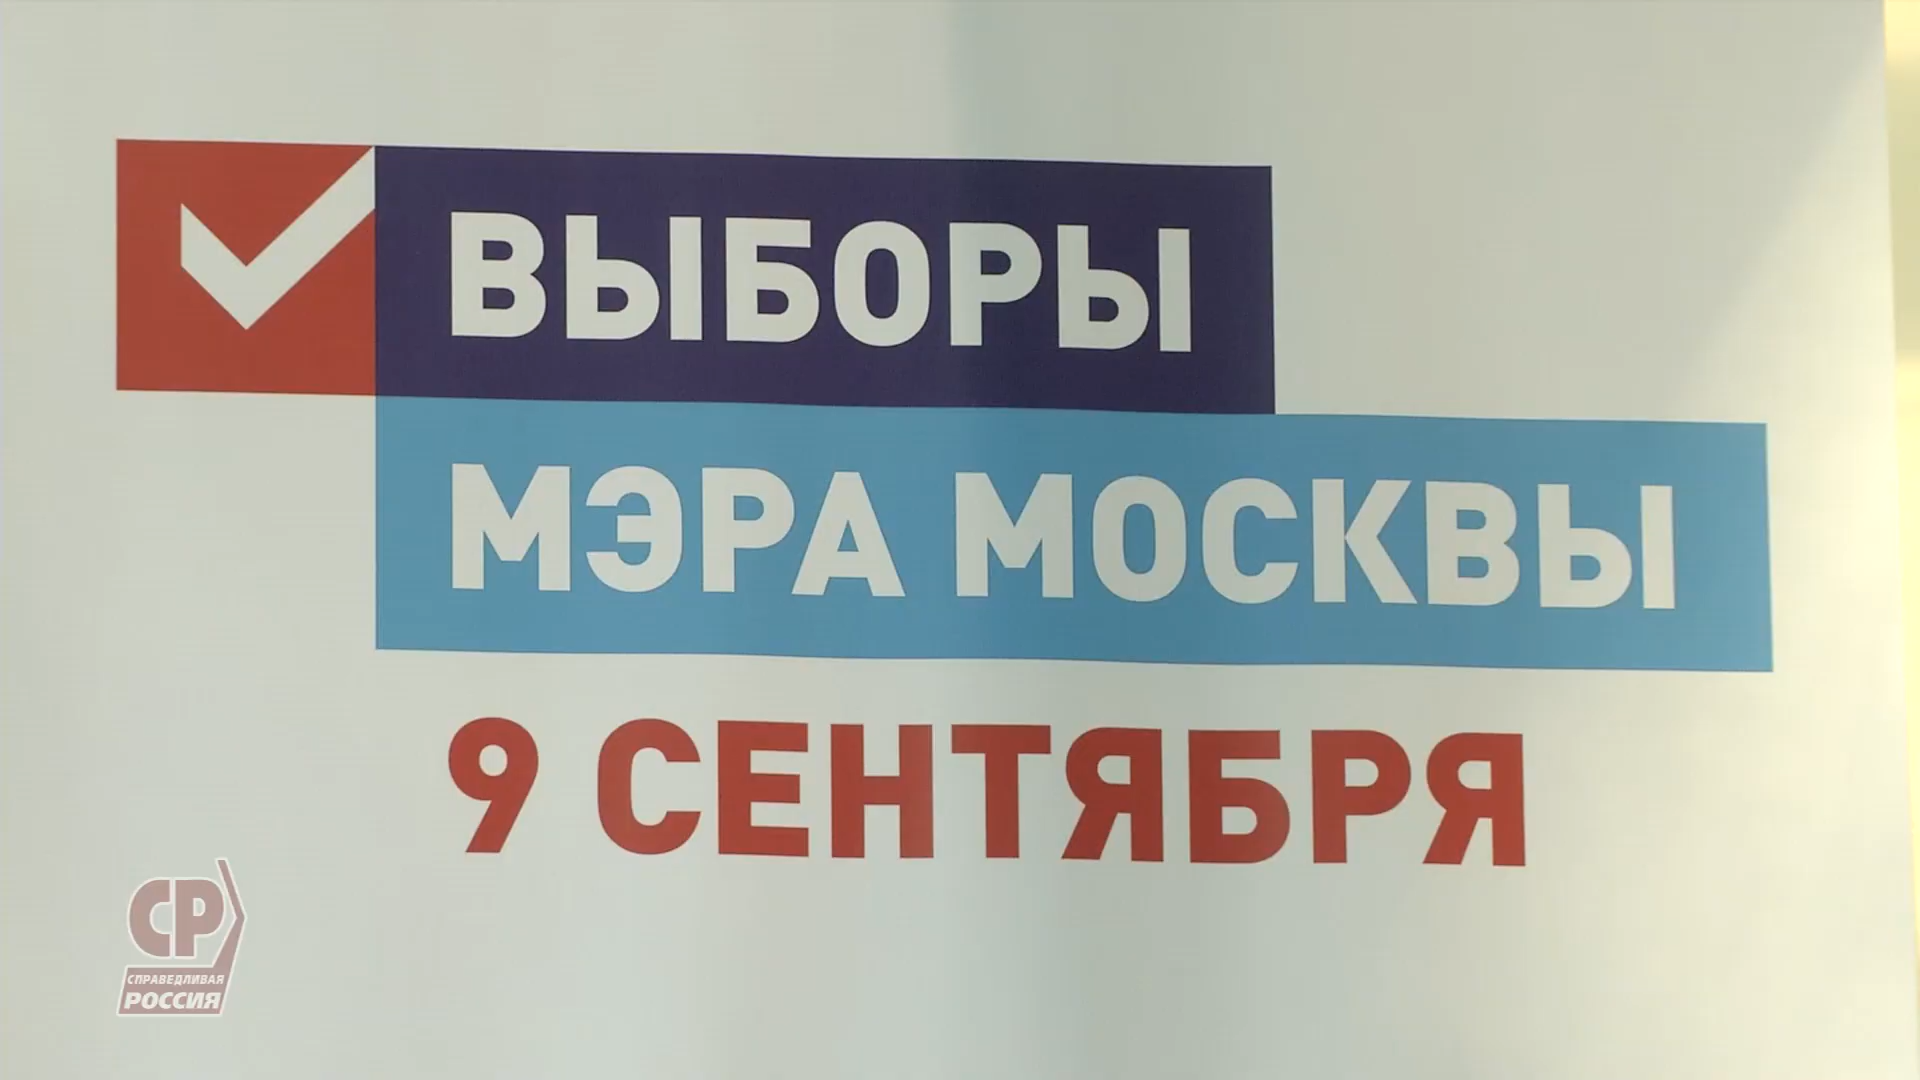 ВЫБОРЫ
МЭРА МОСКВЫ
9 СЕНТЯБРЯ
СР
СПРАВЕДЛИВАЯ
РОССИЯ